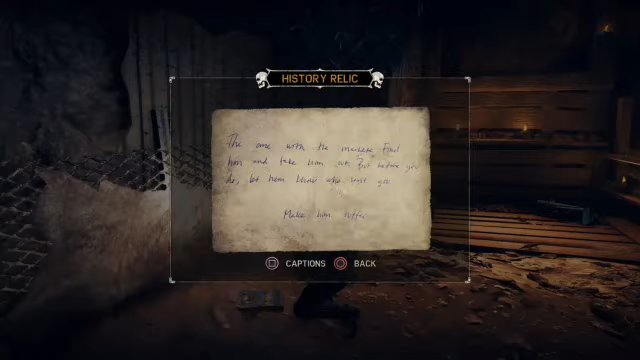 HISTORY RELIC
The one with the machete. Find
him and take him out. But before you
do, let him know who sent you
Make him suffer
CAPTIONS BACK